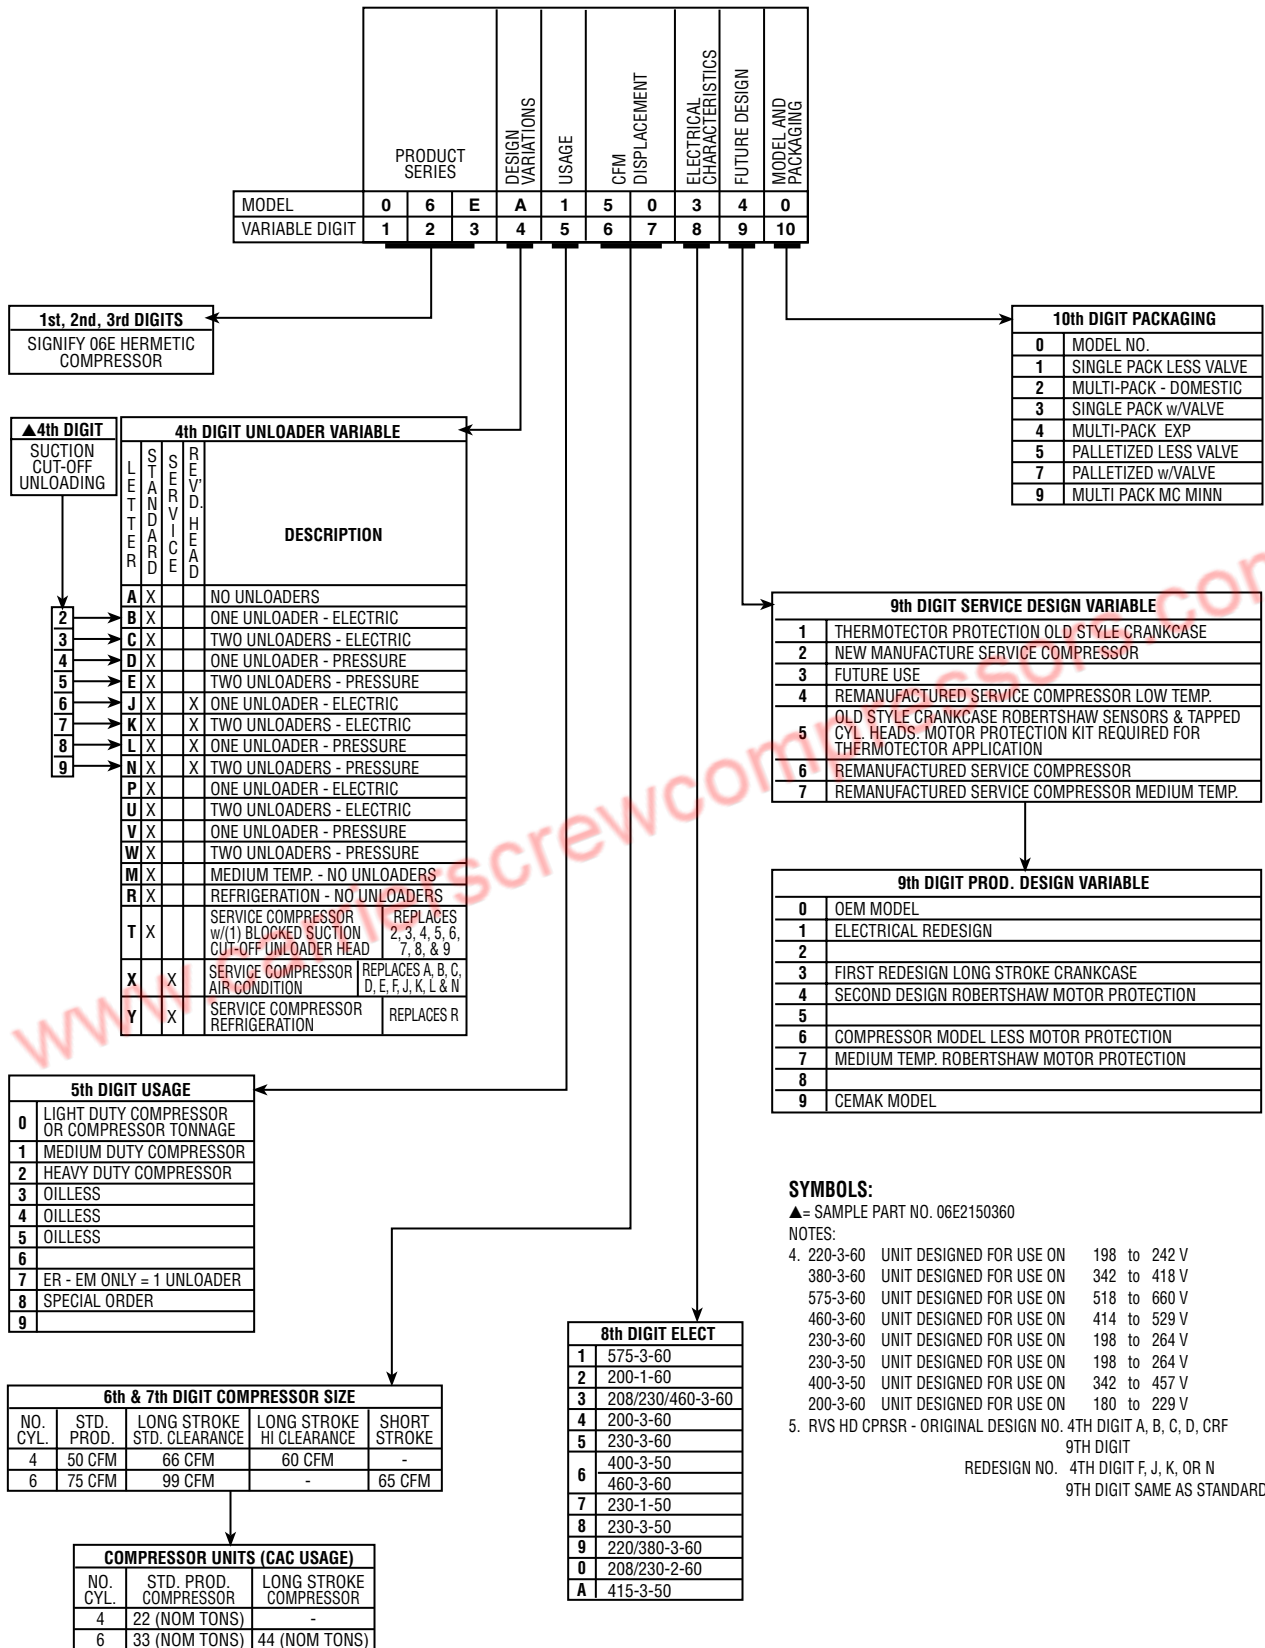 PRODUCT
SERIES
DESIGN
VARIATIONS
USAGE
CFM
DISPLACEMENT
ELECTRICAL
CHARACTERISTICS
FUTURE DESIGN
MODEL AND
PACKAGING
MODEL 0 6 E A 1 5 0 3 4 0
VARIABLE DIGIT 1 2 3 4 5 6 7 8 9 10
1st, 2nd, 3rd DIGITS
SIGNIFY 06E HERMETIC
COMPRESSOR
10th DIGIT PACKAGING
0 MODEL NO.
1 SINGLE PACK LESS VALVE
2 MULTI-PACK - DOMESTIC
3 SINGLE PACK w/VALVE
4 MULTI-PACK EXP
5 PALLETIZED LESS VALVE
7 PALLETIZED w/VALVE
9 MULTI PACK MC MINN
▲4th DIGIT
SUCTION
CUT-OFF
UNLOADING
2
3
4
5
6
7
8
9
4th DIGIT UNLOADER VARIABLE
LETTER STANDARD SERVICE REV'D. HEAD DESCRIPTION
A X NO UNLOADERS
B X ONE UNLOADER - ELECTRIC
C X TWO UNLOADERS - ELECTRIC
D X ONE UNLOADER - PRESSURE
E X TWO UNLOADERS - PRESSURE
J X X ONE UNLOADER - ELECTRIC
K X X TWO UNLOADERS - ELECTRIC
L X X ONE UNLOADER - PRESSURE
N X X TWO UNLOADERS - PRESSURE
P X ONE UNLOADER - ELECTRIC
U X TWO UNLOADERS - ELECTRIC
V X ONE UNLOADER - PRESSURE
W X TWO UNLOADERS - PRESSURE
M X MEDIUM TEMP. - NO UNLOADERS
R X REFRIGERATION - NO UNLOADERS
T X SERVICE COMPRESSOR
w/(1) BLOCKED SUCTION
CUT-OFF UNLOADER HEAD
REPLACES
2, 3, 4, 5, 6,
7, 8, & 9
X X SERVICE COMPRESSOR
AIR CONDITION
REPLACES A, B, C,
D, E, F, J, K, L & N
Y X SERVICE COMPRESSOR
REFRIGERATION
REPLACES R
9th DIGIT SERVICE DESIGN VARIABLE
1 THERMOTECTOR PROTECTION OLD STYLE CRANKCASE
2 NEW MANUFACTURE SERVICE COMPRESSOR
3 FUTURE USE
4 REMANUFACTURED SERVICE COMPRESSOR LOW TEMP.
5 OLD STYLE CRANKCASE ROBERTSHAW SENSORS & TAPPED
CYL. HEADS. MOTOR PROTECTION KIT REQUIRED FOR
THERMOTECTOR APPLICATION
6 REMANUFACTURED SERVICE COMPRESSOR
7 REMANUFACTURED SERVICE COMPRESSOR MEDIUM TEMP.
9th DIGIT PROD. DESIGN VARIABLE
0 OEM MODEL
1 ELECTRICAL REDESIGN
2
3 FIRST REDESIGN LONG STROKE CRANKCASE
4 SECOND DESIGN ROBERTSHAW MOTOR PROTECTION
5
6 COMPRESSOR MODEL LESS MOTOR PROTECTION
7 MEDIUM TEMP. ROBERTSHAW MOTOR PROTECTION
8
9 CEMAK MODEL
5th DIGIT USAGE
0 LIGHT DUTY COMPRESSOR
OR COMPRESSOR TONNAGE
1 MEDIUM DUTY COMPRESSOR
2 HEAVY DUTY COMPRESSOR
3 OILLESS
4 OILLESS
5 OILLESS
6
7 ER - EM ONLY = 1 UNLOADER
8 SPECIAL ORDER
9
6th & 7th DIGIT COMPRESSOR SIZE
NO.
CYL.
STD.
PROD.
LONG STROKE
STD. CLEARANCE
LONG STROKE
HI CLEARANCE
SHORT
STROKE
4 50 CFM 66 CFM 60 CFM -
6 75 CFM 99 CFM - 65 CFM
COMPRESSOR UNITS (CAC USAGE)
NO.
CYL.
STD. PROD.
COMPRESSOR
LONG STROKE
COMPRESSOR
4 22 (NOM TONS) -
6 33 (NOM TONS) 44 (NOM TONS)
8th DIGIT ELECT
1 575-3-60
2 200-1-60
3 208/230/460-3-60
4 200-3-60
5 230-3-60
6 400-3-50
460-3-60
7 230-1-50
8 230-3-50
9 220/380-3-60
0 208/230-2-60
A 415-3-50
SYMBOLS:
▲= SAMPLE PART NO. 06E2150360
NOTES:
4. 220-3-60 UNIT DESIGNED FOR USE ON 198 to 242 V
380-3-60 UNIT DESIGNED FOR USE ON 342 to 418 V
575-3-60 UNIT DESIGNED FOR USE ON 518 to 660 V
460-3-60 UNIT DESIGNED FOR USE ON 414 to 529 V
230-3-60 UNIT DESIGNED FOR USE ON 198 to 264 V
230-3-50 UNIT DESIGNED FOR USE ON 198 to 264 V
400-3-50 UNIT DESIGNED FOR USE ON 342 to 457 V
200-3-60 UNIT DESIGNED FOR USE ON 180 to 229 V
5. RVS HD CPRSR - ORIGINAL DESIGN NO. 4TH DIGIT A, B, C, D, CRF
9TH DIGIT
REDESIGN NO. 4TH DIGIT F, J, K, OR N
9TH DIGIT SAME AS STANDARD
www.carrierscrewcompressors.com